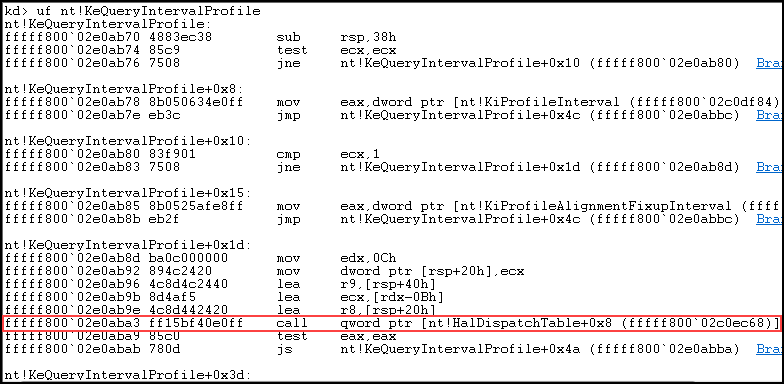 kd> uf nt!KeQueryIntervalProfile
nt!KeQueryIntervalProfile:
fffff800`02e0ab70 4883ec38 sub rsp,38h
fffff800`02e0ab74 85c9 test ecx,ecx
fffff800`02e0ab76 7508 jne nt!KeQueryIntervalProfile+0x10 (fffff800`02e0ab80) Bra
nt!KeQueryIntervalProfile+0x8:
fffff800`02e0ab78 8b050634e0ff mov eax,dword ptr [nt!KiProfileInterval (fffff800`02c0df84)
fffff800`02e0ab7e eb3c jmp nt!KeQueryIntervalProfile+0x4c (fffff800`02e0abbc) Bra
nt!KeQueryIntervalProfile+0x10:
fffff800`02e0ab80 83f901 cmp ecx,1
fffff800`02e0ab83 7508 jne nt!KeQueryIntervalProfile+0x1d (fffff800`02e0ab8d) Bra
nt!KeQueryIntervalProfile+0x15:
fffff800`02e0ab85 8b0525afe8ff mov eax,dword ptr [nt!KiProfileAlignmentFixupInterval (ffff
fffff800`02e0ab8b eb2f jmp nt!KeQueryIntervalProfile+0x4c (fffff800`02e0abbc) Bra
nt!KeQueryIntervalProfile+0x1d:
fffff800`02e0ab8d ba0c000000 mov edx,0Ch
fffff800`02e0ab92 894c2420 mov dword ptr [rsp+20h],ecx
fffff800`02e0ab96 4c8d4c2440 lea r9,[rsp+40h]
fffff800`02e0ab9b 8d4af5 lea ecx,[rdx-0Bh]
fffff800`02e0ab9e 4c8d442420 lea r8,[rsp+20h]
fffff800`02e0aba3 ff15bf40e0ff call qword ptr [nt!HalDispatchTable+0x8 (fffff800`02c0ec68)]
fffff800`02e0aba9 85c0 test eax,eax
fffff800`02e0abab 780d js nt!KeQueryIntervalProfile+0x4a (fffff800`02e0abba) Bra
nt!KeQueryIntervalProfile+0x3d: